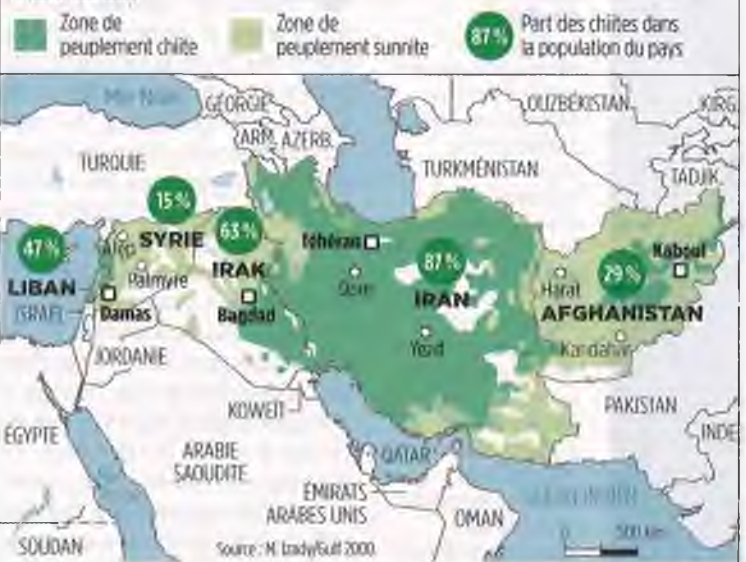 Zone de
peuplement chiite
Zone de
peuplement sunnite
87%
Part des chiites dans
la population du pays
Mer Noire
GÉORGIE
OUZBÉKISTAN
KIRG.
ARM.
AZERB.
TURQUIE
TURKMÉNISTAN
TADJIK.
15%
47%
Alep
SYRIE
63%
Téhéran
87%
Kaboul
29%
LIBAN
Palmyre
IRAK
Qom
IRAN
Harat
ISRAËL
Damas
Bagdad
AFGHANISTAN
Yezd
Kandahar
JORDANIE
KOWEÏT
PAKISTAN
ÉGYPTE
INDE
ARABIE
SAOUDITE
QATAR
ÉMIRATS
ARABES UNIS
OMAN
0
500 km
SOUDAN
Source : M. Izady/Gulf 2000.